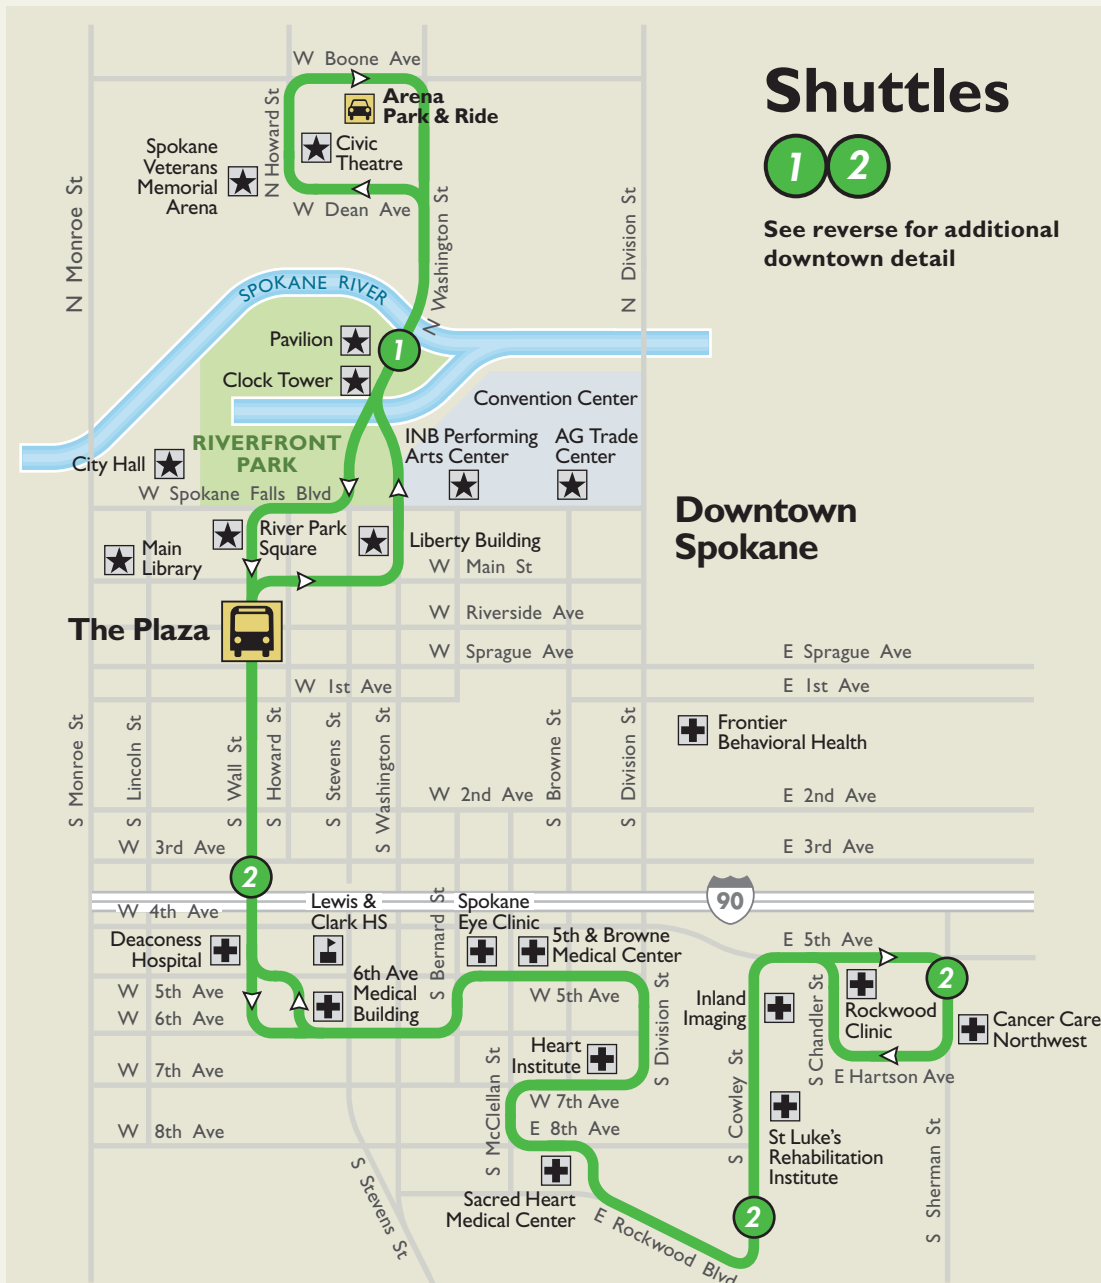 W Boone Ave
Shuttles
1 2
See reverse for additional
downtown detail
Arena
Park & Ride
N Howard St
Civic
Theatre
Spokane
Veterans
Memorial
Arena
W Dean Ave
N Monroe St
N Washington St
N Division St
SPOKANE RIVER
Pavilion
1
Clock Tower
Convention Center
RIVERFRONT
PARK
INB Performing
Arts Center
AG Trade
Center
City Hall
W Spokane Falls Blvd
Downtown
Spokane
River Park
Square
Liberty Building
Main
Library
W Main St
The Plaza
W Riverside Ave
W Sprague Ave
E Sprague Ave
W 1st Ave
E 1st Ave
Frontier
Behavioral Health
S Monroe St
S Lincoln St
S Wall St
S Howard St
S Stevens St
S Washington St
S Browne St
S Division St
W 2nd Ave
E 2nd Ave
W 3rd Ave
E 3rd Ave
2
90
W 4th Ave
Lewis &
Clark HS
S Bernard St
Spokane
Eye Clinic
5th & Browne
Medical Center
Deaconess
Hospital
E 5th Ave
6th Ave
Medical
Building
W 5th Ave
W 5th Ave
W 6th Ave
S Division St
Inland
Imaging
S Chandler St
Rockwood
Clinic
2
Cancer Care
Northwest
Heart
Institute
E Hartson Ave
W 7th Ave
W 7th Ave
S McClellan St
S Cowley St
E 8th Ave
W 8th Ave
St Luke's
Rehabilitation
Institute
S Sherman St
S Stevens St
Sacred Heart
Medical Center
E Rockwood Blvd
2